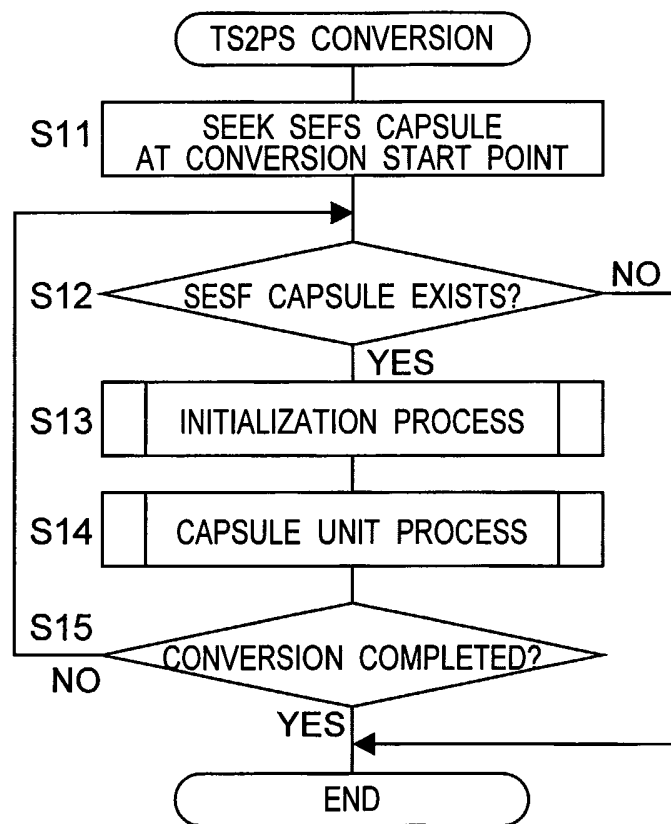 TS2PS CONVERSION
S11
SEEK SEFS CAPSULE
AT CONVERSION START POINT
S12
SESF CAPSULE EXISTS?
NO
YES
S13
INITIALIZATION PROCESS
S14
CAPSULE UNIT PROCESS
S15
CONVERSION COMPLETED?
NO
YES
END